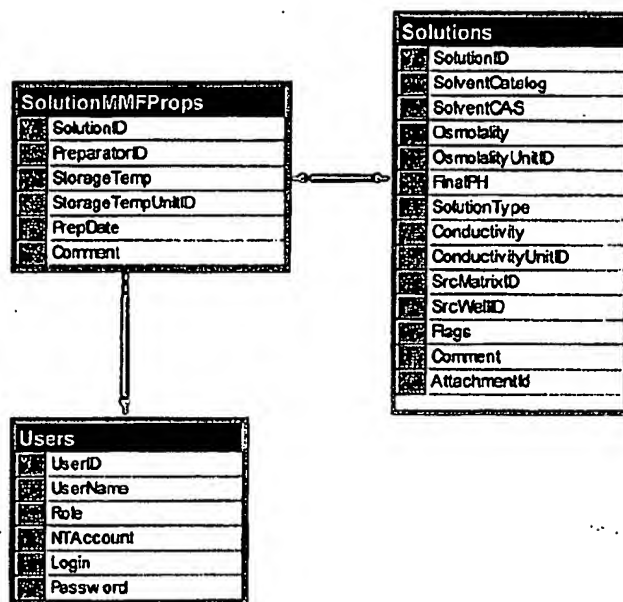 Solutions
SolutionID
SolventCatalog
SolventCAS
Osmolality
OsmolalityUnitID
FinalPH
SolutionType
Conductivity
ConductivityUnitID
SrcMatrixID
SrcWellID
Flags
Comment
AttachmentId
SolutionMMFProps
SolutionID
PreparatorID
StorageTemp
StorageTempUnitID
PrepDate
Comment
Users
UserID
UserName
Role
NTAccount
Login
Password